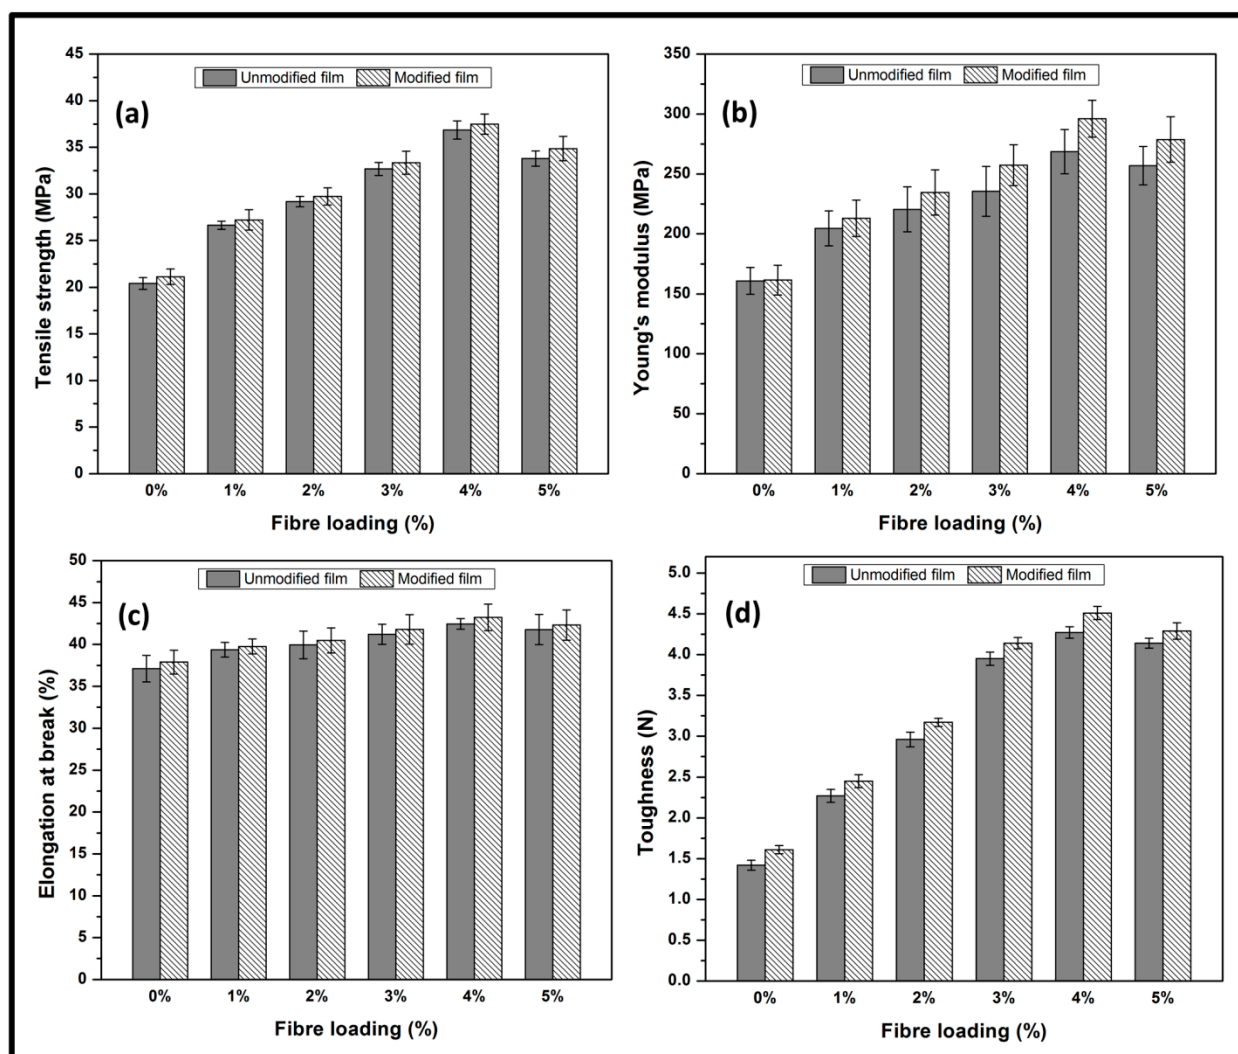 (a)
Unmodified film Modified film
Tensile strength (MPa)
45
40
35
30
25
20
15
10
5
0
0% 1% 2% 3% 4% 5%
Fibre loading (%)
(b)
Unmodified film Modified film
Young's modulus (MPa)
350
300
250
200
150
100
50
0
0% 1% 2% 3% 4% 5%
Fibre loading (%)
(c)
Unmodified film Modified film
Elongation at break (%)
50
45
40
35
30
25
20
15
10
5
0
0% 1% 2% 3% 4% 5%
Fibre loading (%)
(d)
Unmodified film Modified film
Toughness (N)
5.0
4.5
4.0
3.5
3.0
2.5
2.0
1.5
1.0
0.5
0.0
0% 1% 2% 3% 4% 5%
Fibre loading (%)